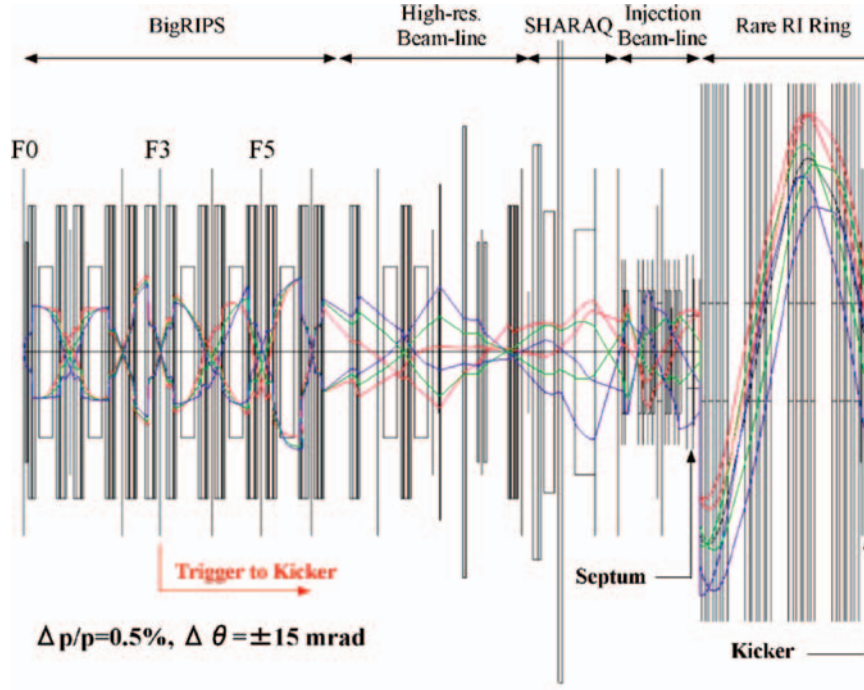 BigRIPS
High-res.
Beam-line
SHARAQ
Injection
Beam-line
Rare RI Ring
F0
F3
F5
Trigger to Kicker
Septum
Δp/p=0.5%, Δθ=±15 mrad
Kicker